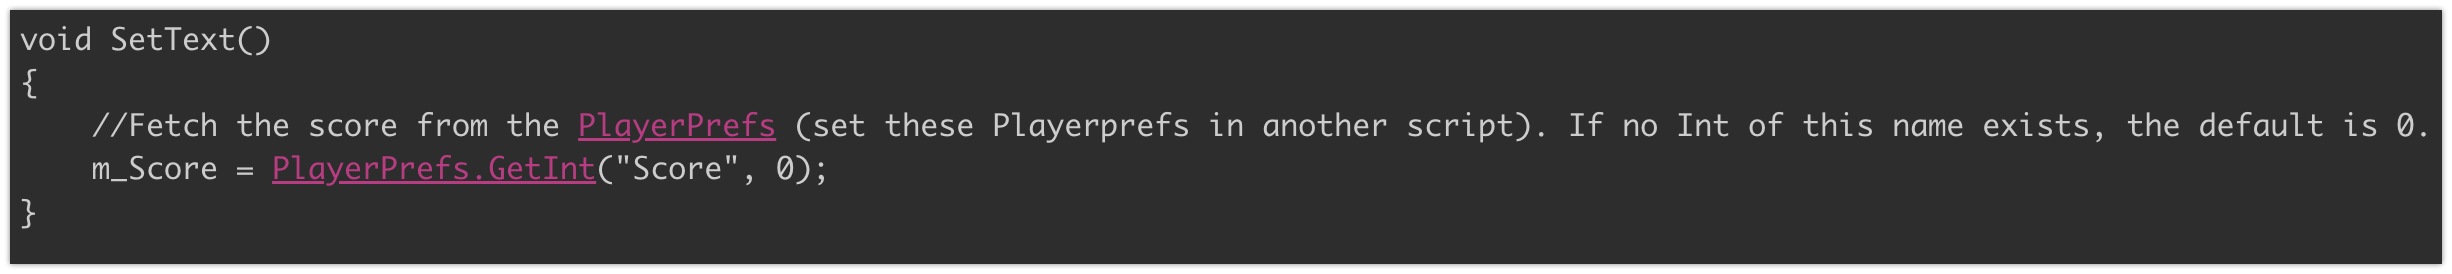 void SetText()
{
    //Fetch the score from the PlayerPrefs (set these Playerprefs in another script). If no Int of this name exists, the default is 0.
    m_Score = PlayerPrefs.GetInt("Score", 0);
}